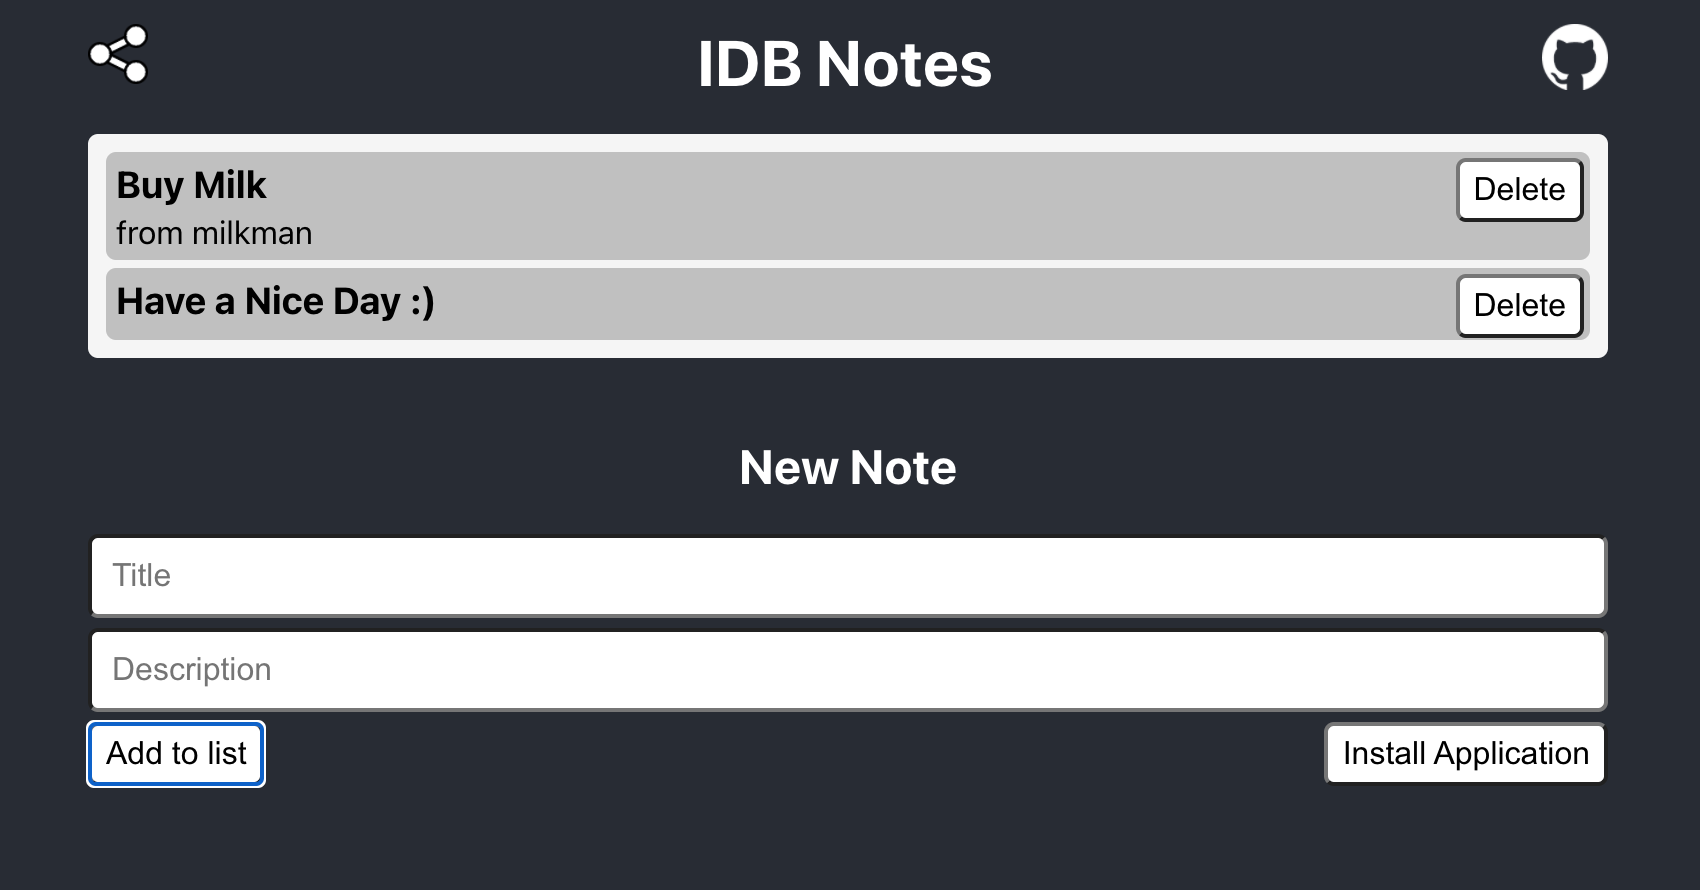 IDB Notes
Buy Milk
Delete
from milkman
Have a Nice Day :)
Delete
New Note
Title
Description
Add to list
Install Application